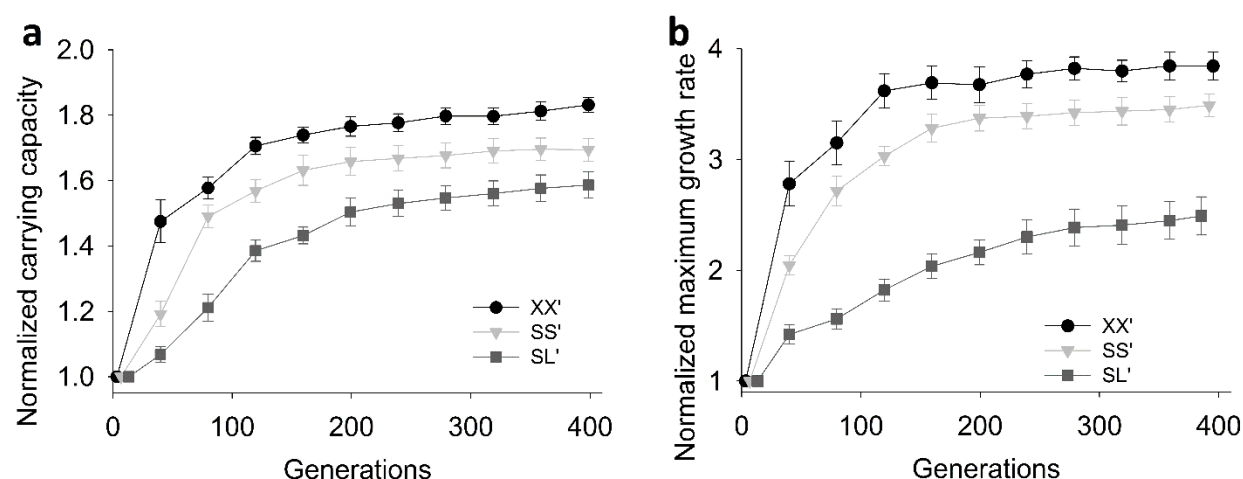 a
Normalized carrying capacity
2.0
1.8
1.6
1.4
1.2
1.0
0
100
200
300
400
Generations
XX'
SS'
SL'
b
Normalized maximum growth rate
4
3
2
1
0
100
200
300
400
Generations
XX'
SS'
SL'